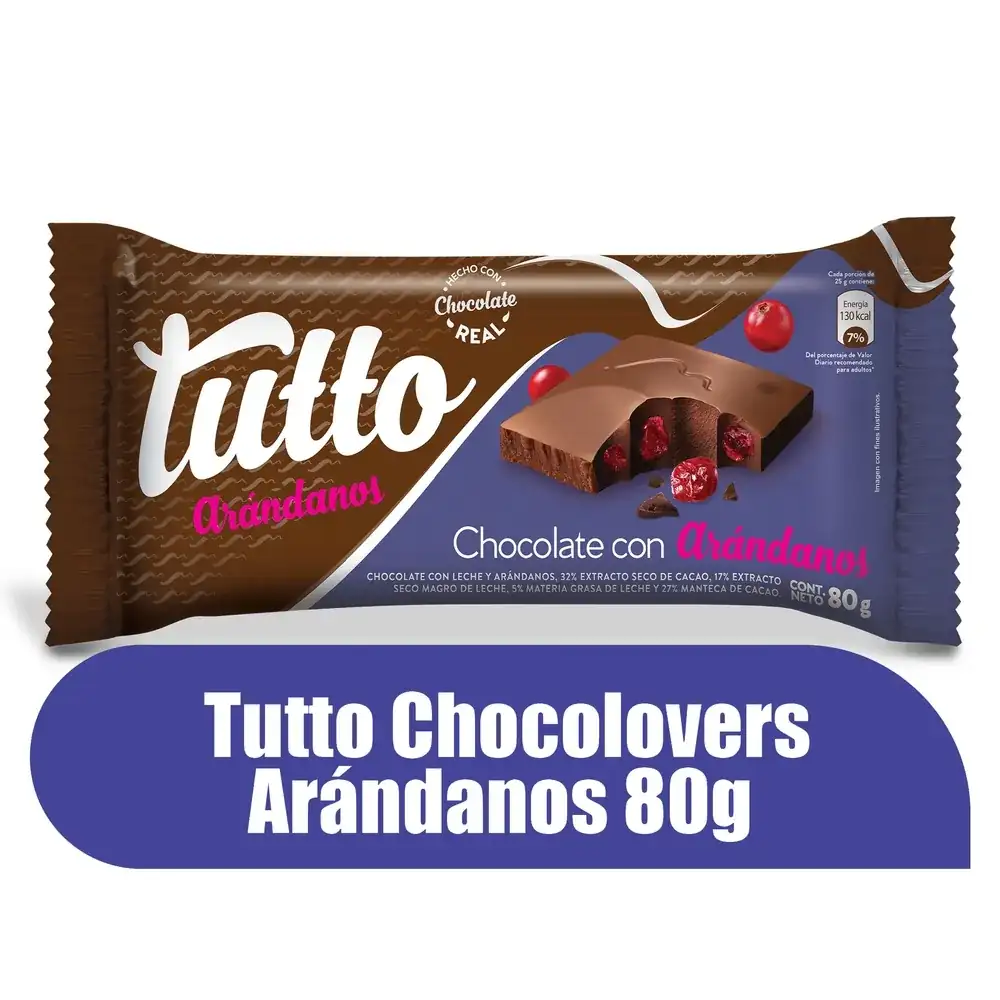 HECHO CON
Chocolate
REAL
Tutto
Arándanos
Cada porción de
25 g contiene:
Energía
130 kcal
7%
Del porcentaje de Valor
Diario recomendado
para adultos*
Imagen con fines ilustrativos.
Chocolate con Arándanos
CHOCOLATE CON LECHE Y ARÁNDANOS, 32% EXTRACTO SECO DE CACAO, 17% EXTRACTO
SECO MAGRO DE LECHE, 5% MATERIA GRASA DE LECHE Y 27% MANTECA DE CACAO.
CONT.
NETO 80g
Tutto Chocolovers
Arándanos 80g